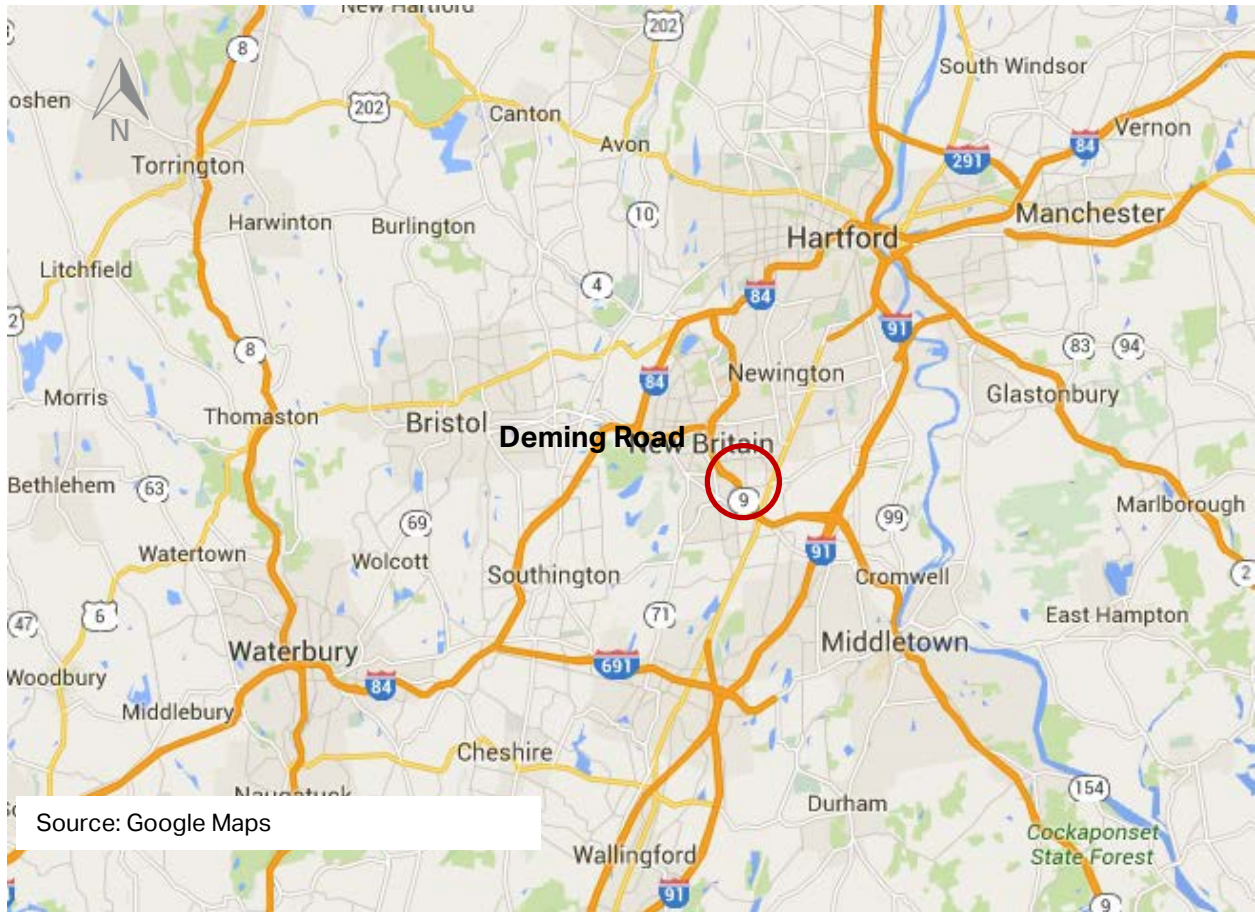 New Hartford
202
8
South Windsor
oshen
N
202
Canton
Vernon
84
Avon
291
Torrington
10
Manchester
Harwinton
Burlington
Hartford
Litchfield
4
84
2
91
8
83
94
84
Newington
Morris
Glastonbury
Thomaston
Bristol
Deming Road
New Britain
Bethlehem
63
9
Marlborough
69
99
Watertown
Wolcott
91
Southington
Cromwell
2
6
71
East Hampton
47
Waterbury
Middletown
691
Woodbury
84
Middlebury
Cheshire
Naugatuck
154
Durham
Source: Google Maps
Cockaponset
State Forest
Wallingford
91
9